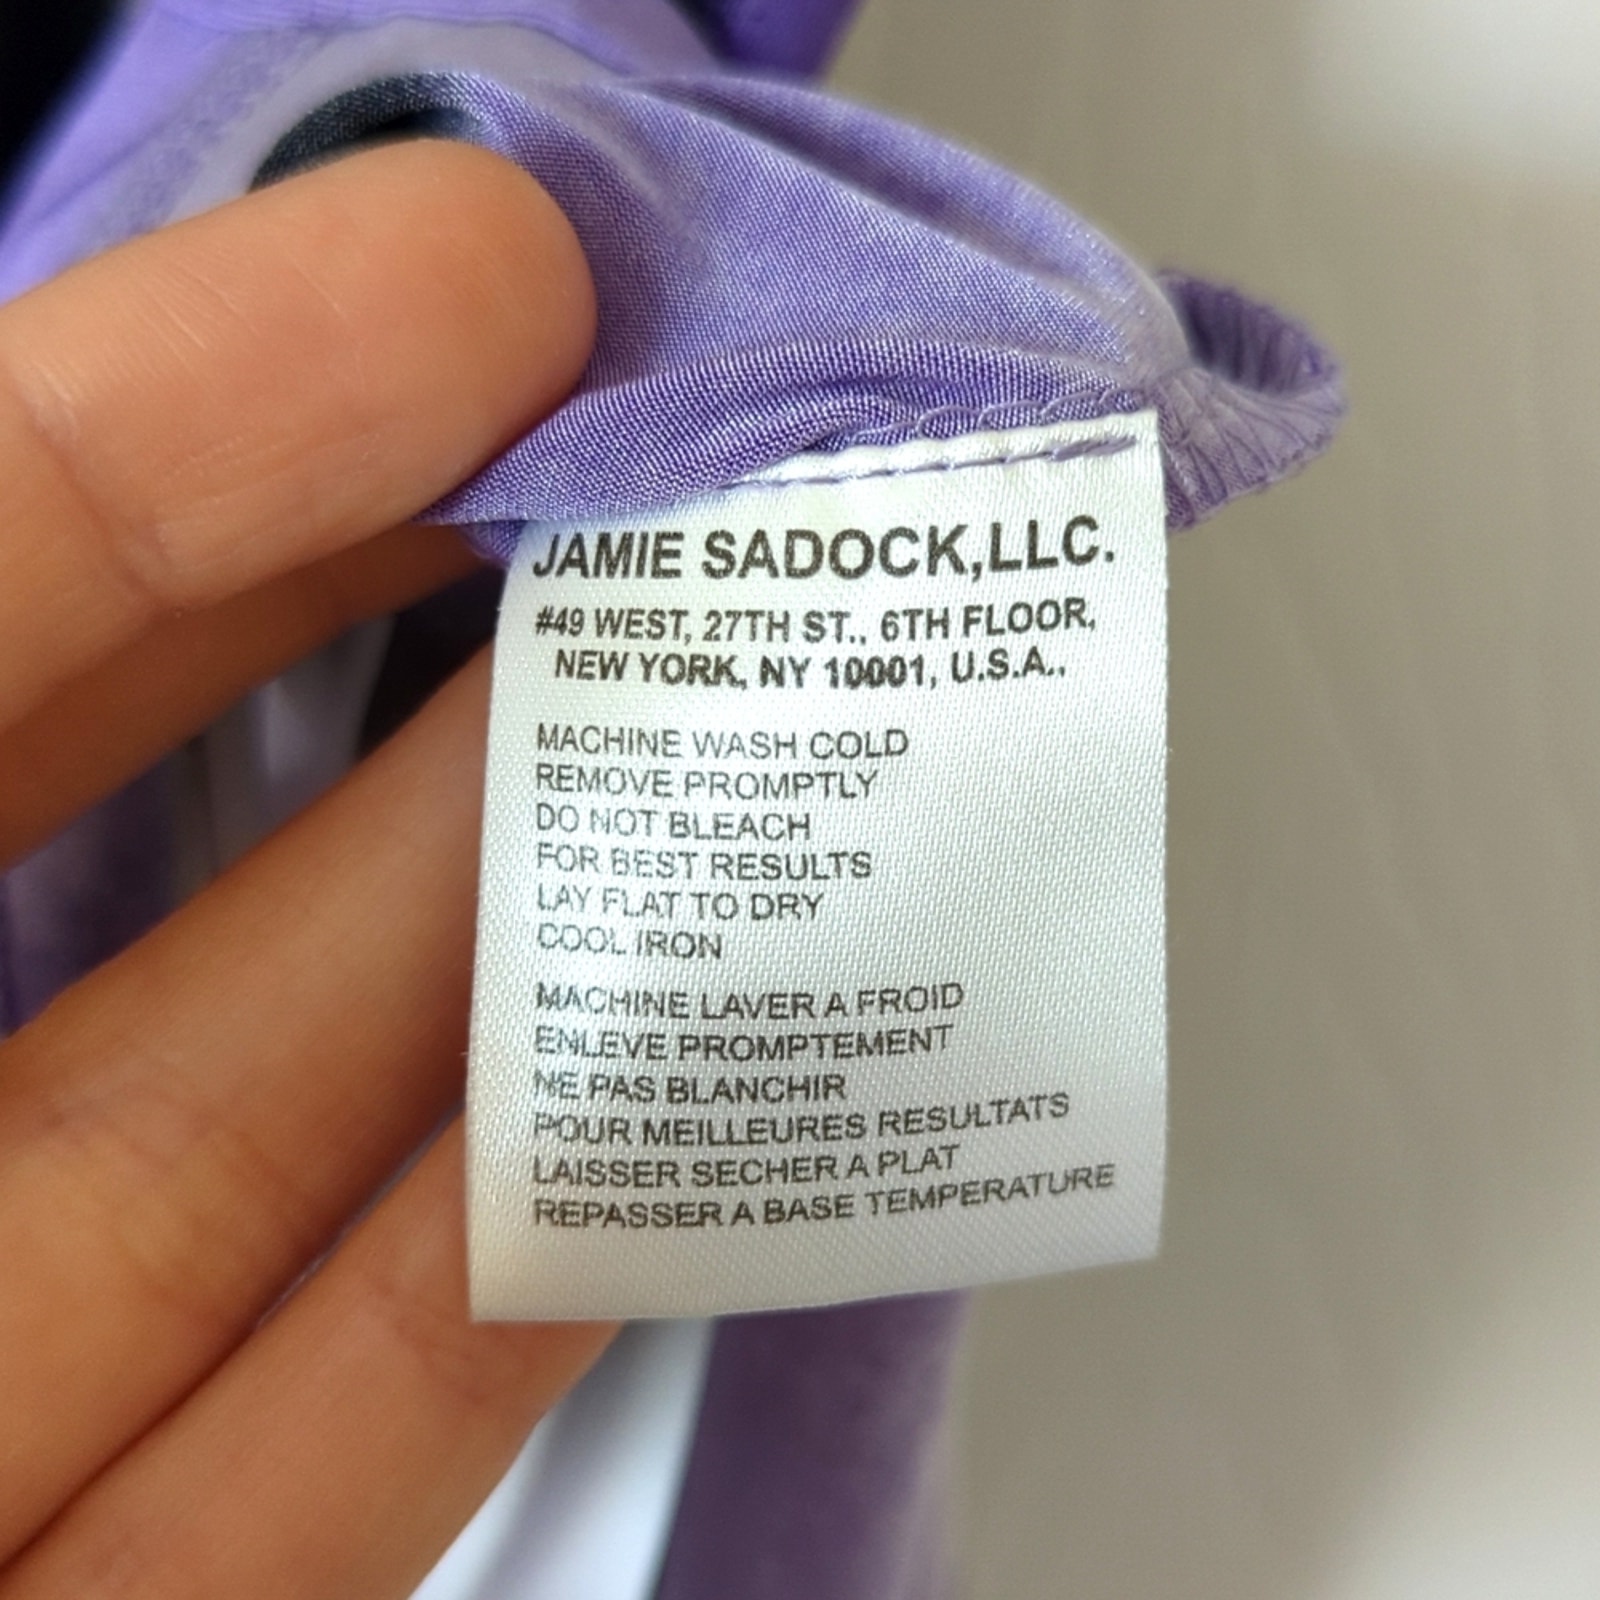 JAMIE SADOCK,LLC.
#49 WEST, 27TH ST., 6TH FLOOR,
NEW YORK, NY 10001, U.S.A.,
MACHINE WASH COLD
REMOVE PROMPTLY
DO NOT BLEACH
FOR BEST RESULTS
LAY FLAT TO DRY
COOL IRON
MACHINE LAVER A FROID
ENLEVE PROMPTEMENT
NE PAS BLANCHIR
POUR MEILLEURES RESULTATS
LAISSER SECHER A PLAT
REPASSER A BASE TEMPERATURE